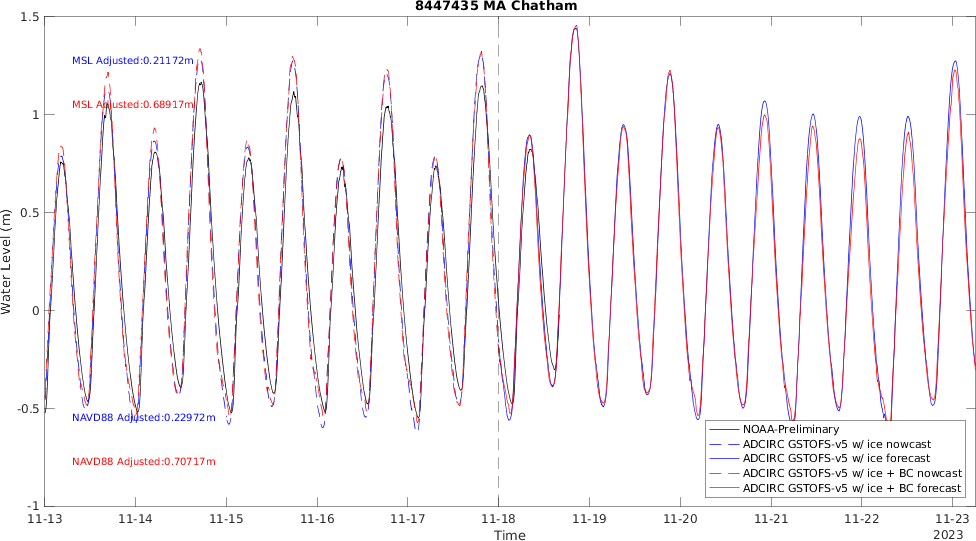 8447435 MA Chatham
1.5
1
0.5
0
-0.5
-1
Water Level (m)
MSL Adjusted:0.21172m
MSL Adjusted:0.68917m
NAVD88 Adjusted:0.22972m
NAVD88 Adjusted:0.70717m
NOAA-Preliminary
ADCIRC GSTOFS-v5 w/ ice nowcast
ADCIRC GSTOFS-v5 w/ ice forecast
ADCIRC GSTOFS-v5 w/ ice + BC nowcast
ADCIRC GSTOFS-v5 w/ ice + BC forecast
11-13 11-14 11-15 11-16 11-17 11-18 11-19 11-20 11-21 11-22 11-23
Time
2023